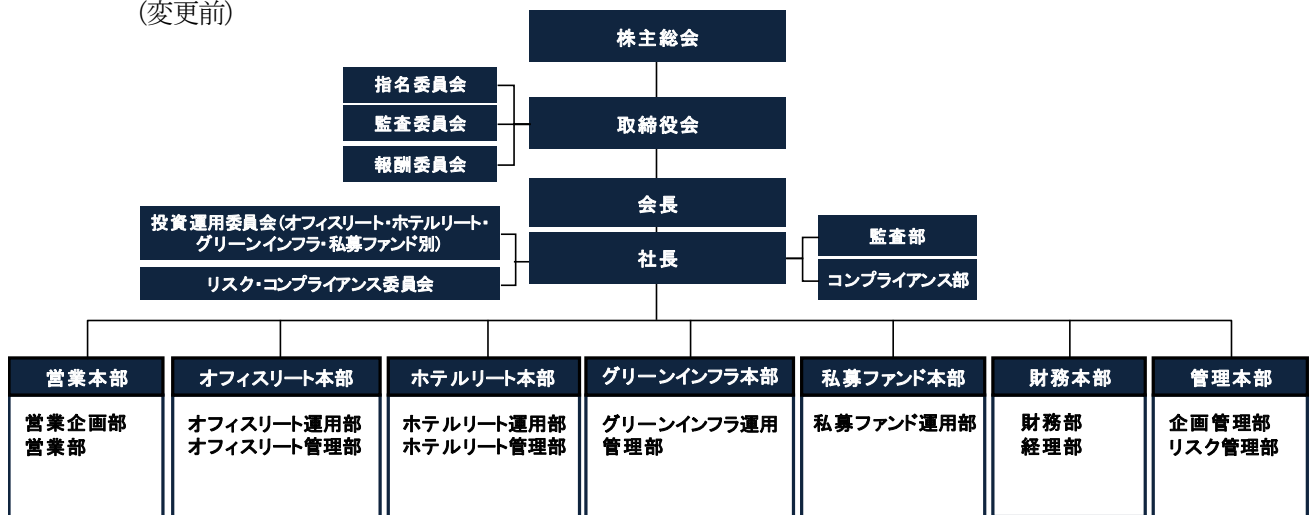 (変更前)
株主総会
指名委員会
監査委員会
報酬委員会
取締役会
会長
投資運用委員会(オフィスリート・ホテルリート・
グリーンインフラ・私募ファンド別)
リスク・コンプライアンス委員会
社長
監査部
コンプライアンス部
営業本部
営業企画部
営業部
オフィスリート本部
オフィスリート運用部
オフィスリート管理部
ホテルリート本部
ホテルリート運用部
ホテルリート管理部
グリーンインフラ本部
グリーンインフラ運用
管理部
私募ファンド本部
私募ファンド運用部
財務本部
財務部
経理部
管理本部
企画管理部
リスク管理部